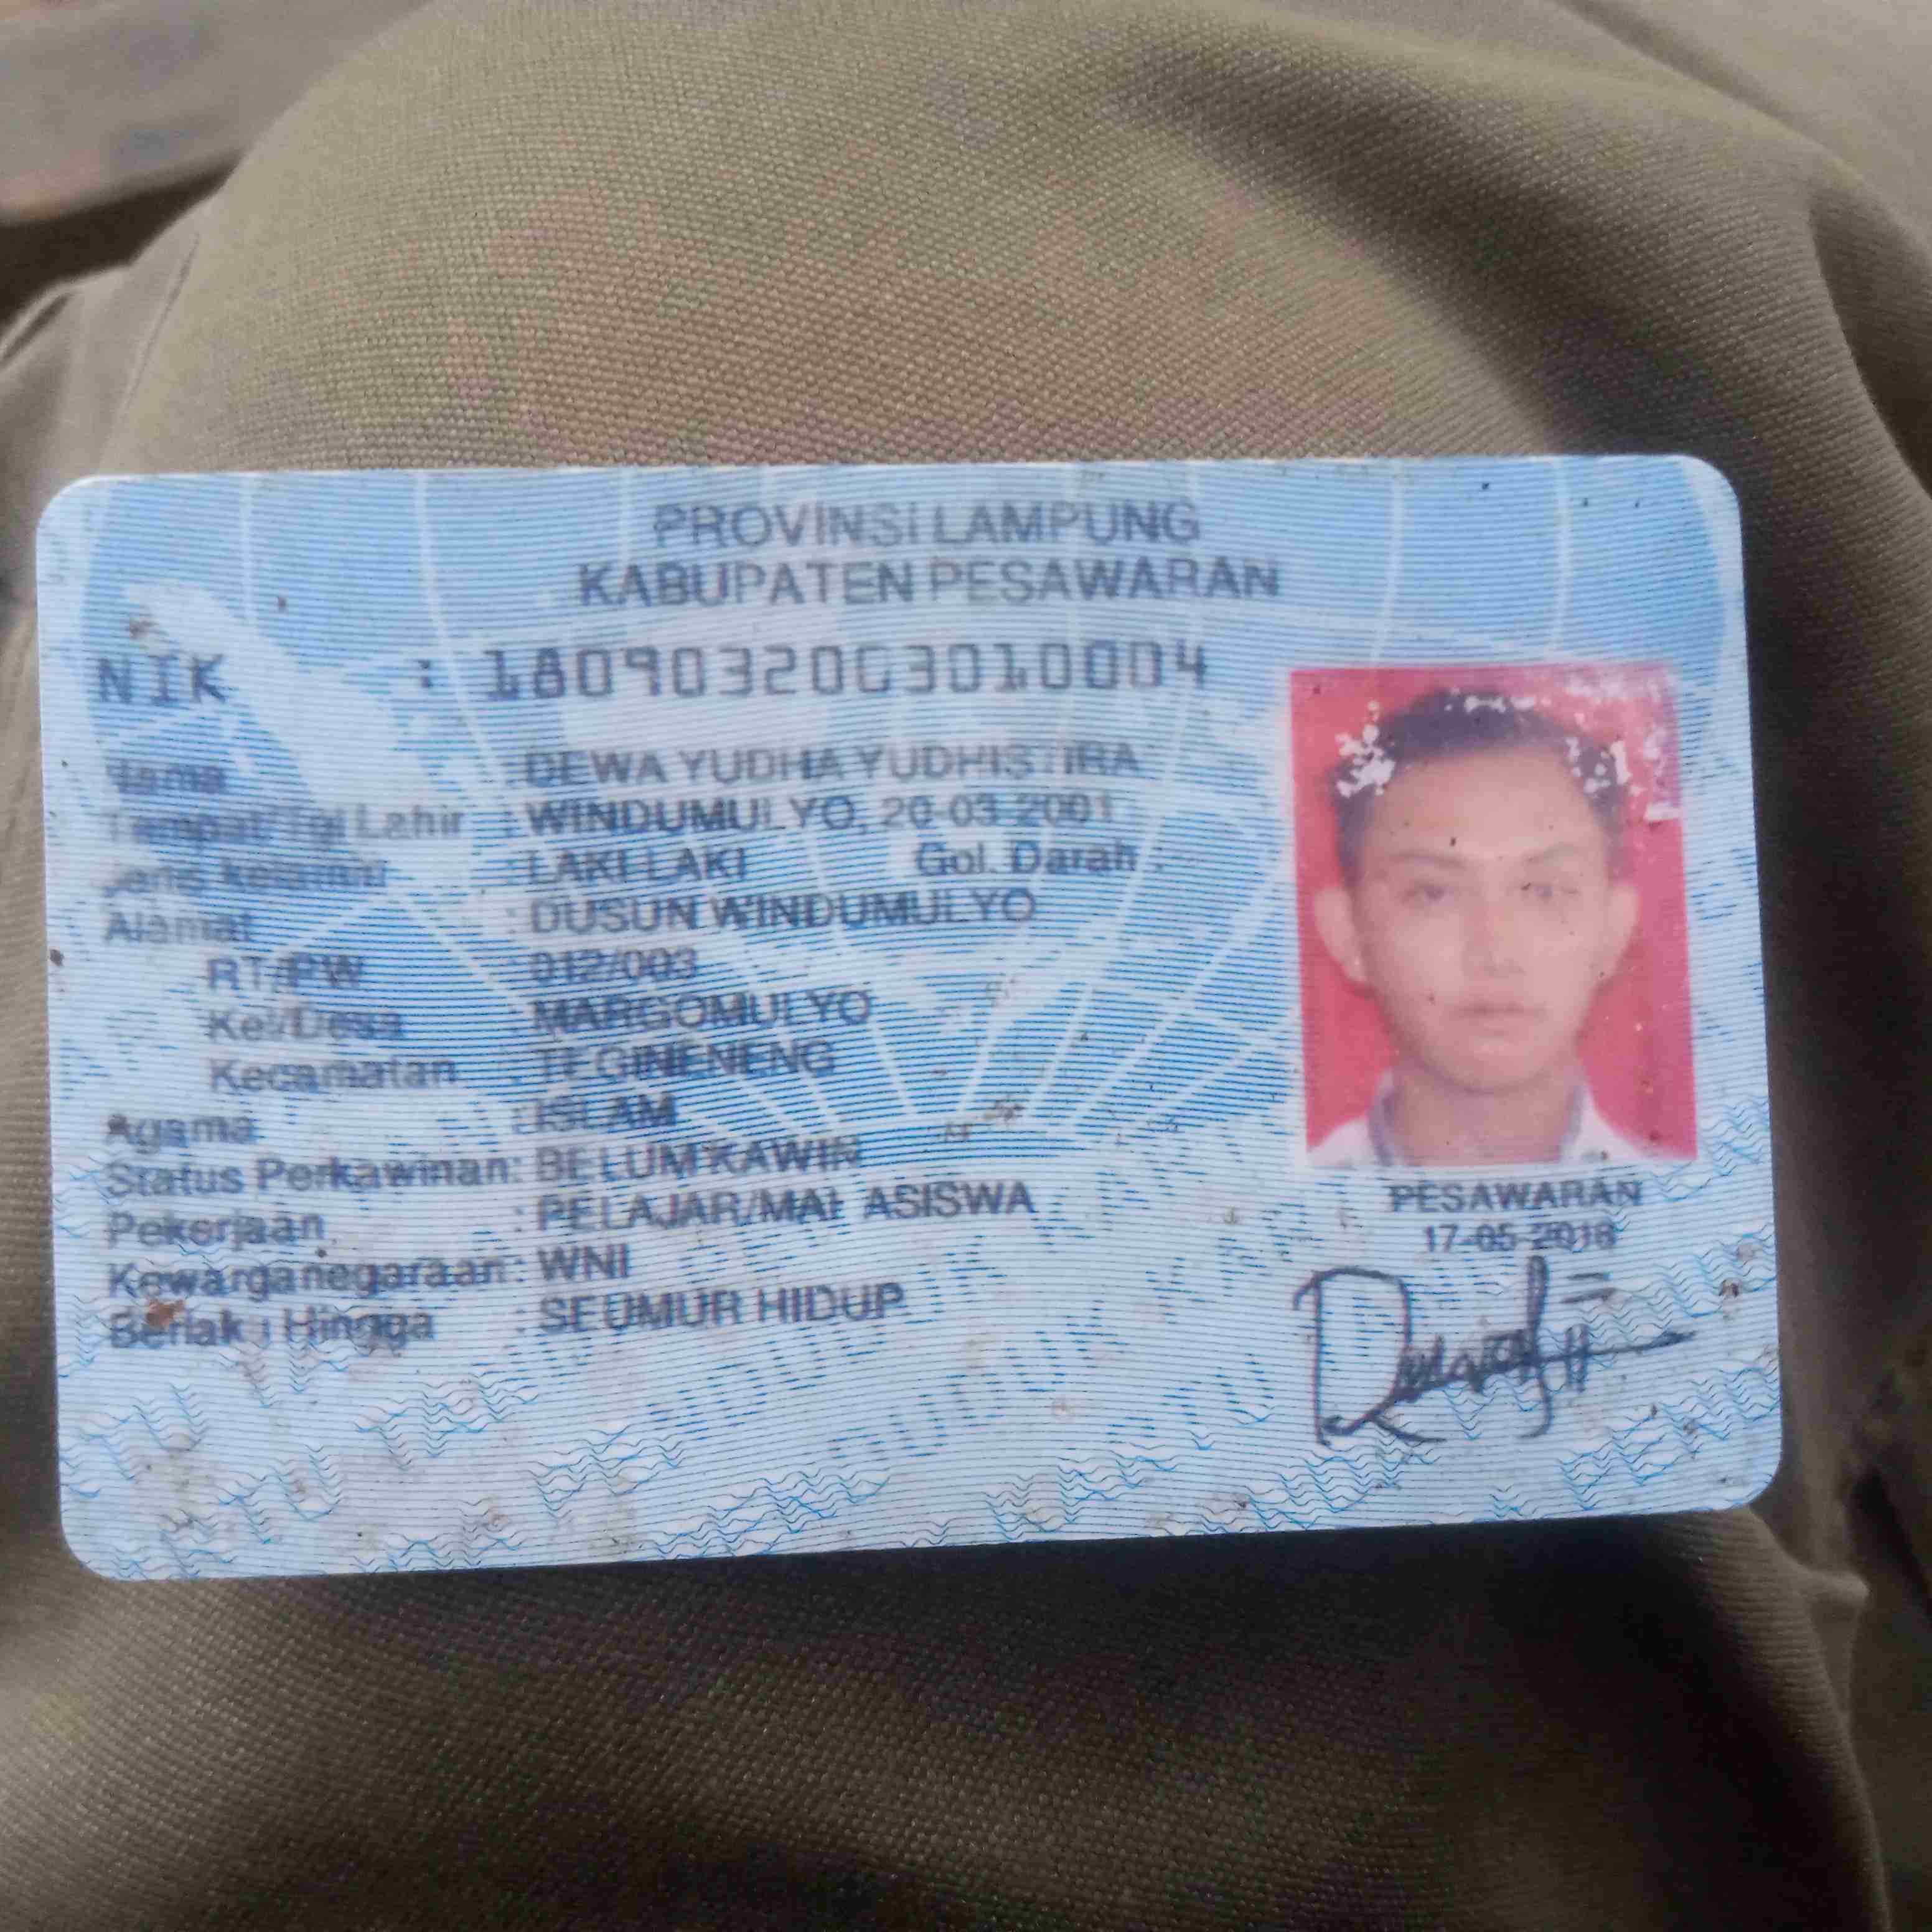 PROVINSI LAMPUNG
KABUPATEN PESAWARAN
NIK : 1809032003010004
Nama : DEWA YUDHA YUDHISTIRA
Tempat/Tgl Lahir : WINDUMULYO, 20-03-2001
Jenis kelamin : LAKI-LAKI Gol. Darah :
Alamat : DUSUN WINDUMULYO
RT/RW : 012/003
Kel/Desa : MARGOMULYO
Kecamatan : TEGINENENG
Agama : ISLAM
Status Perkawinan: BELUM KAWIN
Pekerjaan : PELAJAR/MAHASISWA
Kewarganegaraan: WNI
Berlaku Hingga : SEUMUR HIDUP
PESAWARAN
17-05-2018